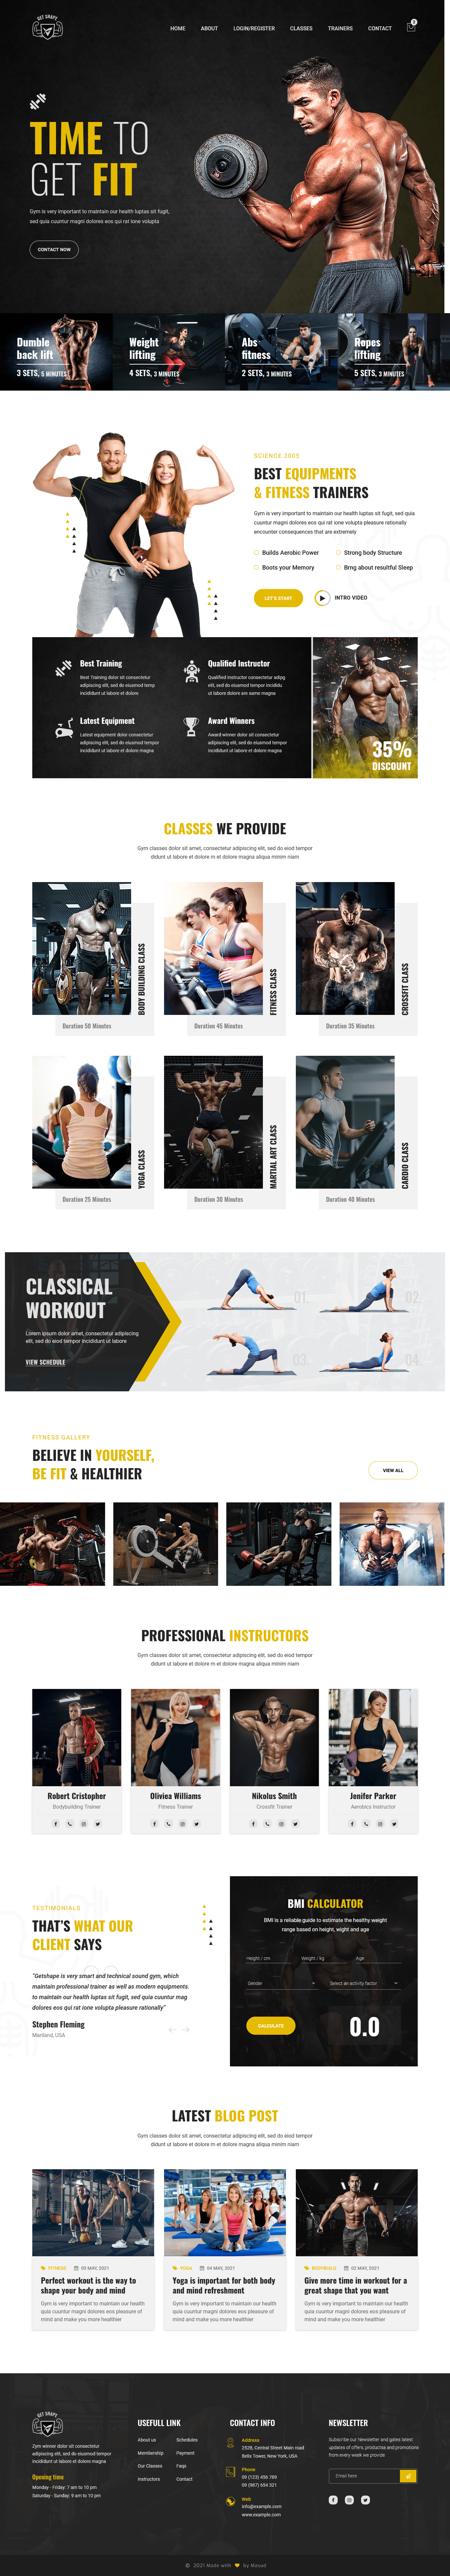 GET SHAPE
HOME ABOUT LOGIN/REGISTER CLASSES TRAINERS CONTACT 0
TIME TO
GET FIT
Gym is very important to maintain our health luptas sit fugit,
sed quia cuuntur magni dolores eos qui rat ione volupta
CONTACT NOW
Dumble
back lift
3 SETS, 5 MINUTES
Weight
lifting
4 SETS, 3 MINUTES
Abs
fitness
2 SETS, 3 MINUTES
Ropes
lifting
5 SETS, 3 MINUTES
SCIENCE 2005
BEST EQUIPMENTS
& FITNESS TRAINERS
Gym is very important to maintain our health luptas sit fugit, sed quia
cuuntur magni dolores eos qui rat ione volupta pleasure rationally
encounter consequences that are extremely
Builds Aerobic Power
Strong body Structure
Boots your Memory
Brng about resultful Sleep
LET'S START
INTRO VIDEO
Best Training
Best Training dolor sit consectetur
adipiscing elit, sed do eiusmod temp
incididunt ut labore et dolore
Qualified Instructor
Qualified Instructor consectetur adipg
elit, sed do eiusmod tempor incididu
ut labore dolore are same magna
Latest Equipment
Latest equipment dolor consectetur
adipiscing elit, sed do eiusmod tempor
incididunt ut labore et dolore magna
Award Winners
Award winner dolor sit consectetur
adipiscing elit, sed do eiusmod tempor
incididunt ut labore et dolore magna
35%
DISCOUNT
CLASSES WE PROVIDE
Gym classes dolor sit amet, consectetur adipiscing elit, sed do eiod tempor
didunt ut labore et dolore m et dolore magna aliqua minim niam
BODY BUILDING CLASS
Duration 50 Minutes
FITNESS CLASS
Duration 45 Minutes
CROSSFIT CLASS
Duration 35 Minutes
YOGA CLASS
Duration 25 Minutes
MARTIAL ART CLASS
Duration 30 Minutes
CARDIO CLASS
Duration 40 Minutes
CLASSICAL
WORKOUT
Lorem ipsum dolor amet, consectetur adipiscing
elit, sed do eiod tempor incididunt ut labore
VIEW SCHEDULE
01.
02.
03.
04.
FITNESS GALLERY
BELIEVE IN YOURSELF,
BE FIT & HEALTHIER
VIEW ALL
PROFESSIONAL INSTRUCTORS
Gym classes dolor sit amet, consectetur adipiscing elit, sed do eiod tempor
didunt ut labore et dolore m et dolore magna aliqua minim niam
Robert Cristopher
Bodybuilding Trainer
Oliviea Williams
Fitness Trainer
Nikolus Smith
Crossfit Trainer
Jenifer Parker
Aerobics Instructor
TESTIMONIALS
THAT'S WHAT OUR
CLIENT SAYS
"Getshape is very smart and technical sound gym, which
maintain professional trainer as well as modern equipments.
to maintain our health luptas sit fugit, sed quia cuuntur mag
dolores eos qui rat ione volupta pleasure rationally"
Stephen Fleming
Mariland, USA
BMI CALCULATOR
BMI is a reliable guide to estimate the healthy weight
range based on height, wight and age
Height / cm
Weight / kg
Age
Gender
Select an activity factor
CALCULATE
0.0
LATEST BLOG POST
Gym classes dolor sit amet, consectetur adipiscing elit, sed do eiod tempor
didunt ut labore et dolore m et dolore magna aliqua minim niam
FITNESS 03 MAY, 2021
Perfect workout is the way to
shape your body and mind
Gym is very important to maintain our health
quia cuuntur magni dolores eos pleasure of
mind and make you more healthier
YOGA 04 MAY, 2021
Yoga is important for both body
and mind refreshment
Gym is very important to maintain our health
quia cuuntur magni dolores eos pleasure of
mind and make you more healthier
BODYBUILD 02 MAY, 2021
Give more time in workout for a
great shape that you want
Gym is very important to maintain our health
quia cuuntur magni dolores eos pleasure of
mind and make you more healthier
GET SHAPE
Zym winner dolor sit consectetur
adipiscing elit, sed do eiusmod tempor
incididunt ut labore et dolore magna
Opening time
Monday - Friday: 7 am to 10 pm
Saturday - Sunday: 9 am to 10 pm
USEFULL LINK
About us
Schedules
Membership
Payment
Our Classes
Faqs
Instructors
Contact
CONTACT INFO
Address
252B, Central Street Main road
Bells Tower, NewYork, USA
Phone
09 (123) 456 789
09 (987) 654 321
Web
info@example.com
www.example.com
NEWSLETTER
Subscribe our Newsletter and gates latest
updates of offers, productsa snd promotions
from every week we provide
Email here
© 2021 Made with by Masud